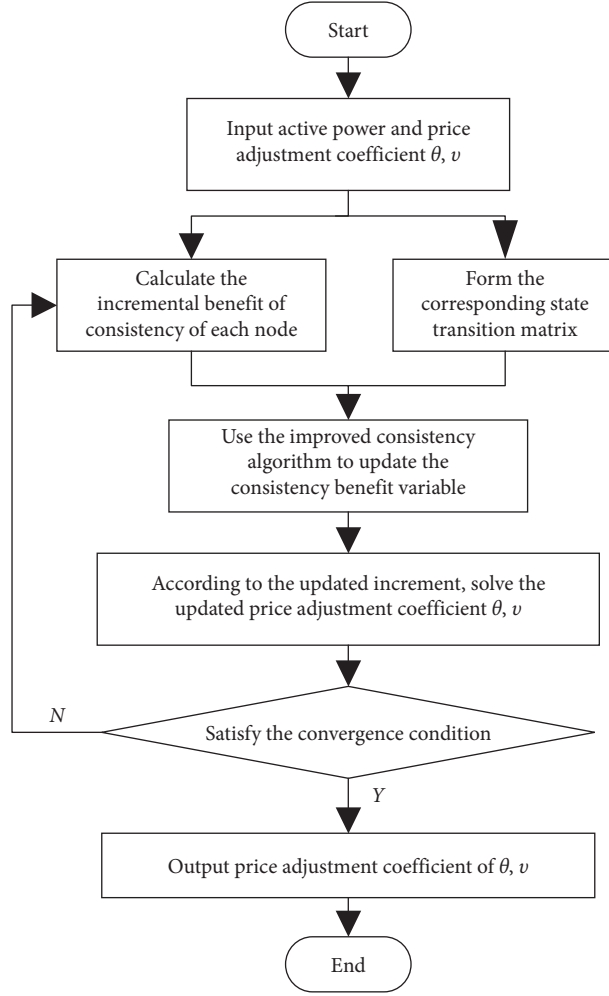 Start
Input active power and price
adjustment coefficient θ, υ
Calculate the
incremental benefit of
consistency of each node
Form the
corresponding state
transition matrix
Use the improved consistency
algorithm to update the
consistency benefit variable
According to the updated increment, solve the
updated price adjustment coefficient θ, υ
N
Satisfy the convergence condition
Y
Output price adjustment coefficient of θ, υ
End